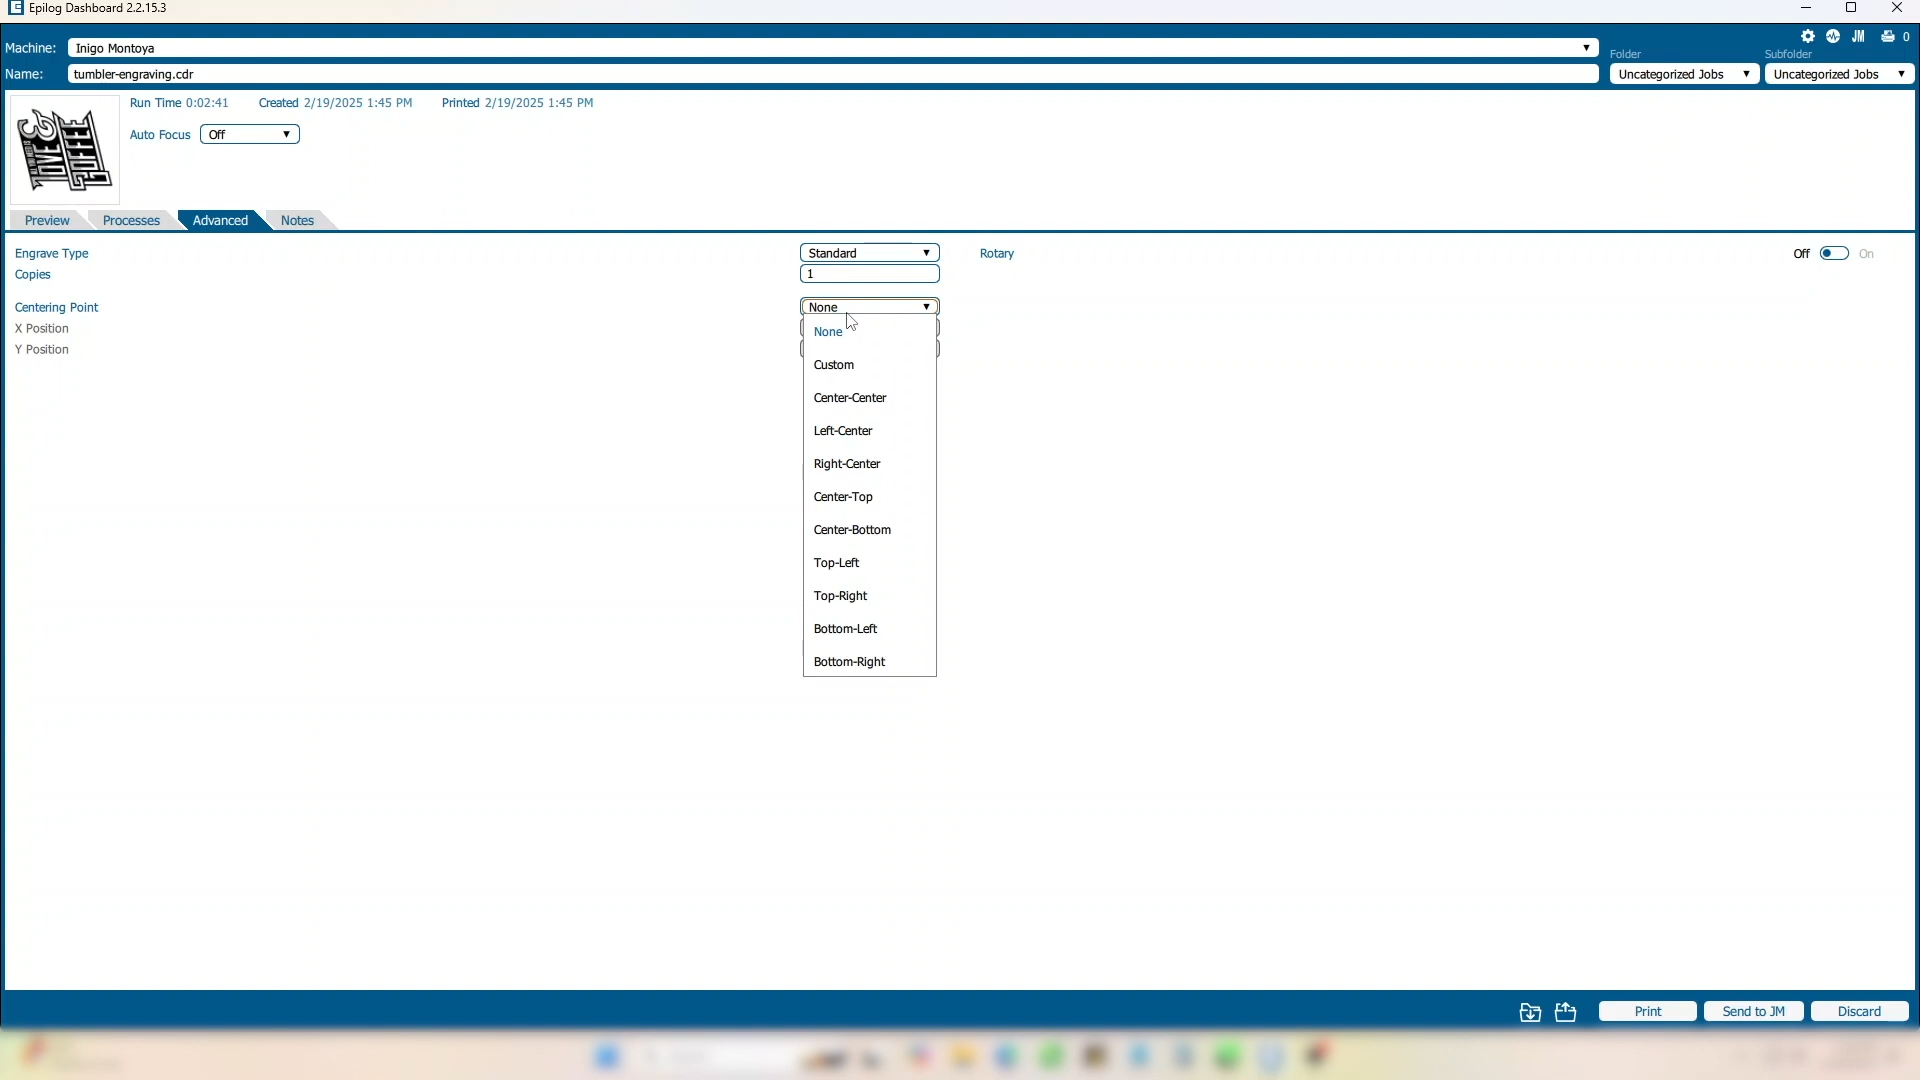 Epilog Dashboard 2.2.15.3
Machine: Inigo Montoya
JM 0
Folder Subfolder
Name: tumbler-engraving.cdr Uncategorized Jobs Uncategorized Jobs
Run Time 0:02:41 Created 2/19/2025 1:45 PM Printed 2/19/2025 1:45 PM
Auto Focus Off
LOVE &
COFFEE
Preview Processes Advanced Notes
Engrave Type Standard Rotary Off On
Copies 1
Centering Point None
X Position
Y Position
None
Custom
Center-Center
Left-Center
Right-Center
Center-Top
Center-Bottom
Top-Left
Top-Right
Bottom-Left
Bottom-Right
Print Send to JM Discard